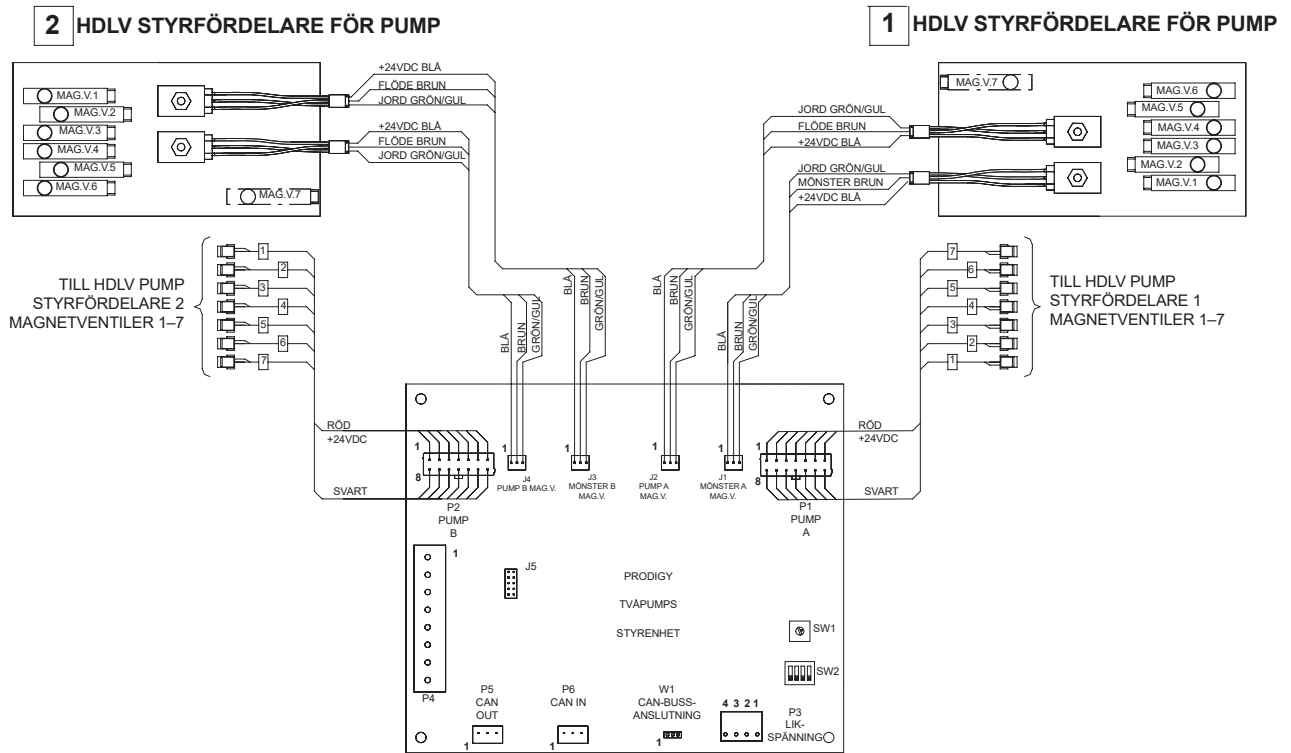 2 HDLV STYRFÖRDELARE FÖR PUMP
1 HDLV STYRFÖRDELARE FÖR PUMP
MAG.V.1
MAG.V.2
MAG.V.3
MAG.V.4
MAG.V.5
MAG.V.6
MAG.V.7
+24VDC BLÅ
FLÖDE BRUN
JORD GRÖN/GUL
+24VDC BLÅ
FLÖDE BRUN
JORD GRÖN/GUL
JORD GRÖN/GUL
FLÖDE BRUN
+24VDC BLÅ
JORD GRÖN/GUL
MÖNSTER BRUN
+24VDC BLÅ
MAG.V.7
MAG.V.6
MAG.V.5
MAG.V.4
MAG.V.3
MAG.V.2
MAG.V.1
TILL HDLV PUMP
STYRFÖRDELARE 2
MAGNETVENTILER 1–7
1
2
3
4
5
6
7
RÖD
+24VDC
SVART
BLÅ
BRUN
GRÖN/GUL
BLÅ
BRUN
GRÖN/GUL
BLÅ
BRUN
GRÖN/GUL
BLÅ
BRUN
GRÖN/GUL
7
6
5
4
3
2
1
TILL HDLV PUMP
STYRFÖRDELARE 1
MAGNETVENTILER 1–7
RÖD
+24VDC
SVART
1
8
P2
PUMP
B
1
J4
PUMP B MAG.V.
1
J3
MÖNSTER B
MAG.V.
1
J2
PUMP A
MAG.V.
1
J1
MÖNSTER A
MAG.V.
1
8
P1
PUMP
A
1
P4
J5
PRODIGY
TVÅPUMPS
STYRENHET
SW1
SW2
P5
CAN
OUT
1
P6
CAN IN
1
W1
CAN-BUSS-
ANSLUTNING
1
4 3 2 1
P3
LIK-
SPÄNNING